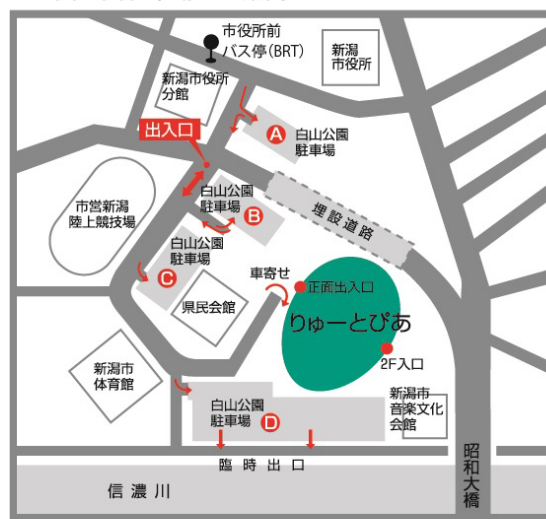 市役所前
バス停(BRT)
新潟
市役所
新潟市役所
分館
出入口
A
白山公園
駐車場
市営新潟
陸上競技場
白山公園
駐車場
B
埋設道路
白山公園
駐車場
C
車寄せ
正面出入口
県民会館
りゅーとぴあ
2F入口
新潟市
体育館
白山公園
駐車場
D
新潟市
音楽文化
会館
臨時出口
昭和大橋
信濃川